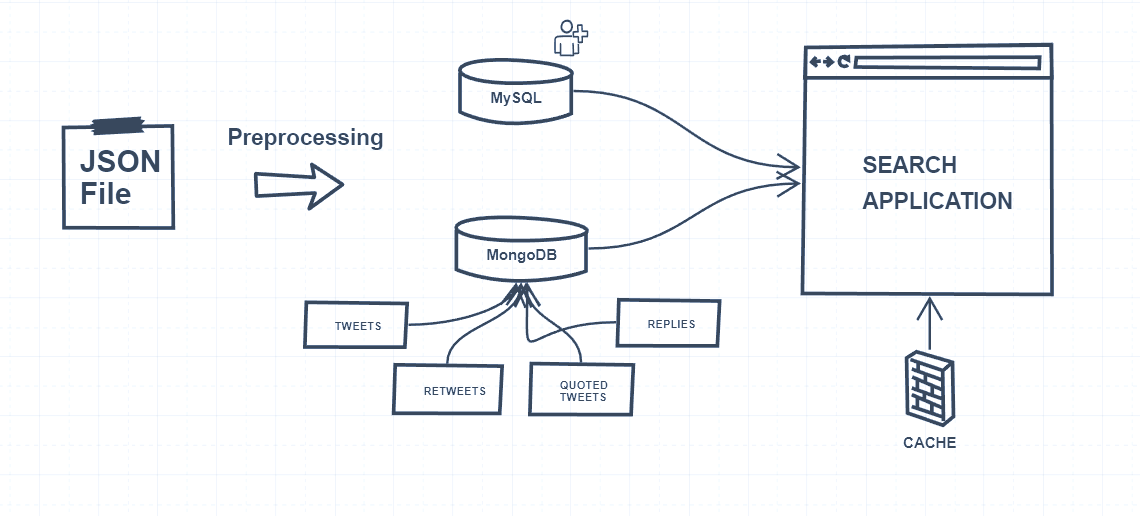 JSON
File
Preprocessing
MySQL
MongoDB
TWEETS
RETWEETS
QUOTED
TWEETS
REPLIES
SEARCH
APPLICATION
CACHE